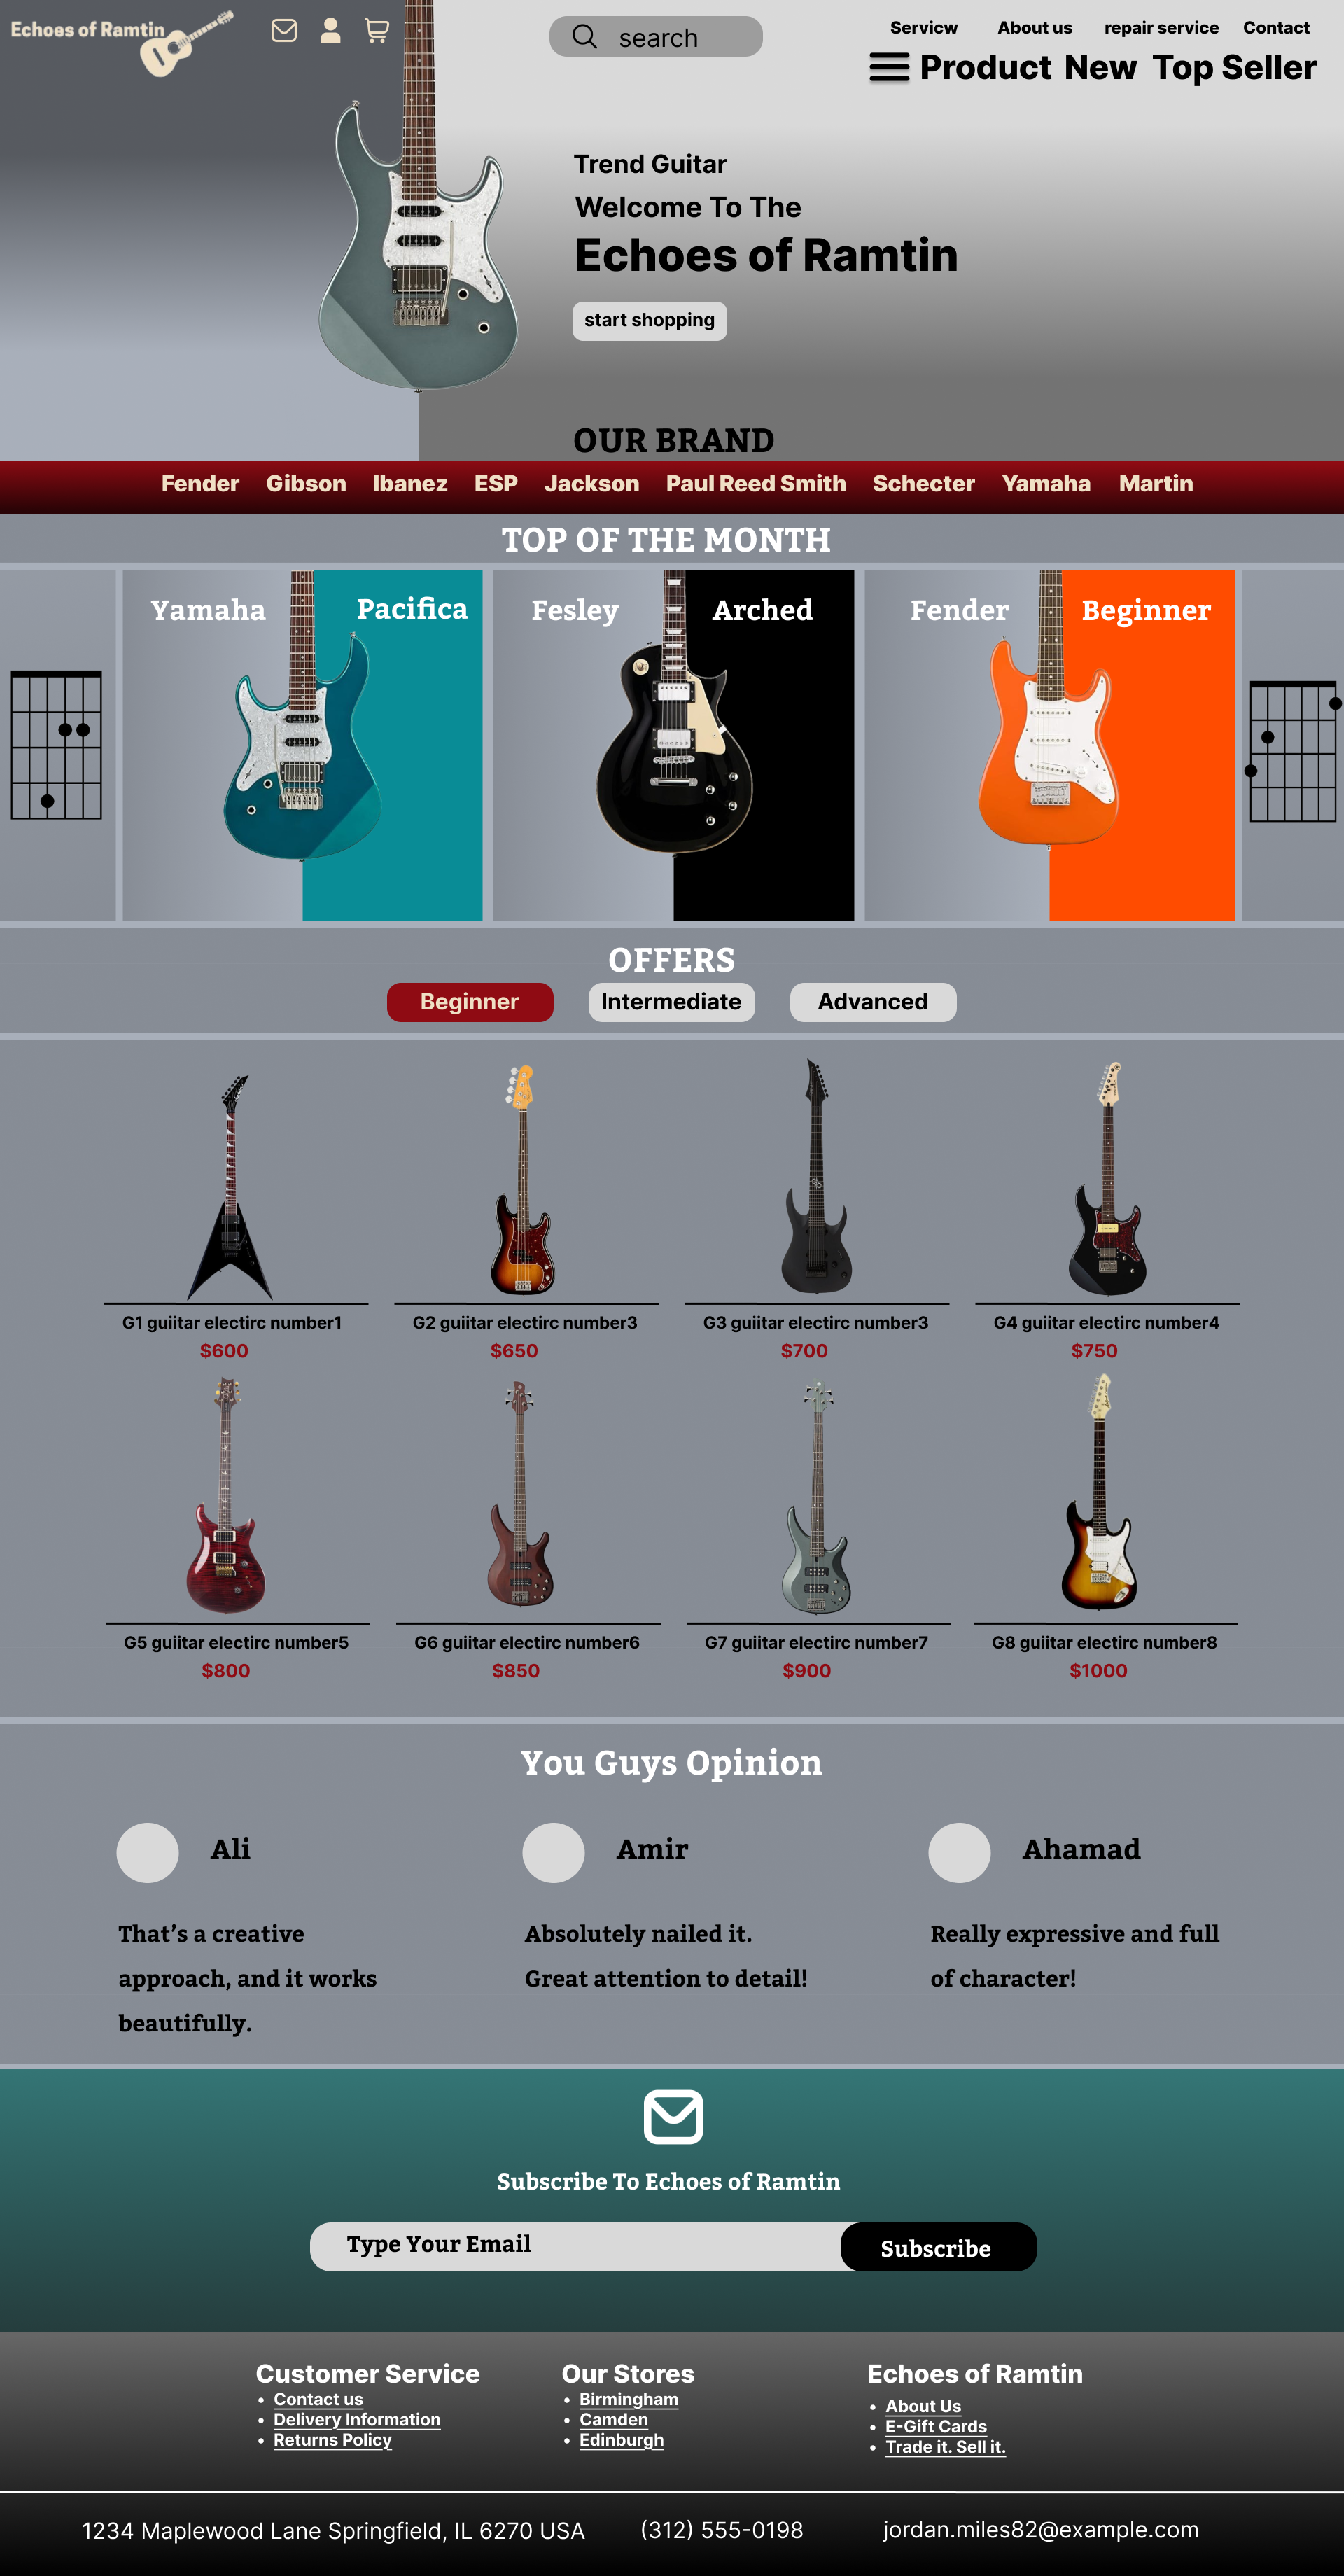 Echoes of Ramtin
search
Servicw About us repair service Contact
Product New Top Seller
Trend Guitar
Welcome To The
Echoes of Ramtin
start shopping
OUR BRAND
Fender Gibson Ibanez ESP Jackson Paul Reed Smith Schecter Yamaha Martin
TOP OF THE MONTH
Yamaha Pacifica Fesley Arched Fender Beginner
OFFERS
Beginner Intermediate Advanced
G1 guiitar electirc number1 G2 guiitar electirc number3 G3 guiitar electirc number3 G4 guiitar electirc number4
$600 $650 $700 $750
G5 guiitar electirc number5 G6 guiitar electirc number6 G7 guiitar electirc number7 G8 guiitar electirc number8
$800 $850 $900 $1000
You Guys Opinion
Ali
That’s a creative
approach, and it works
beautifully.
Amir
Absolutely nailed it.
Great attention to detail!
Ahamad
Really expressive and full
of character!
Subscribe To Echoes of Ramtin
Type Your Email Subscribe
Customer Service
• Contact us
• Delivery Information
• Returns Policy
Our Stores
• Birmingham
• Camden
• Edinburgh
Echoes of Ramtin
• About Us
• E-Gift Cards
• Trade it. Sell it.
1234 Maplewood Lane Springfield, IL 6270 USA (312) 555-0198 jordan.miles82@example.com